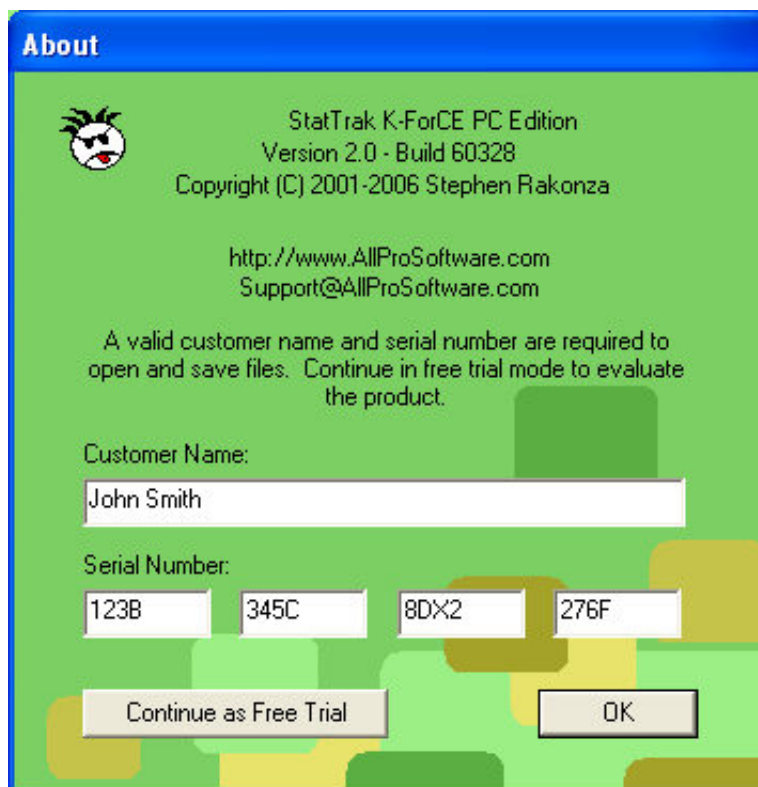 About
StatTrak K-ForCE PC Edition
Version 2.0 - Build 60328
Copyright (C) 2001-2006 Stephen Rakonza
http://www.AllProSoftware.com
Support@AllProSoftware.com
A valid customer name and serial number are required to
open and save files.  Continue in free trial mode to evaluate
the product.
Customer Name:
John Smith
Serial Number:
123B 345C 8DX2 276F
Continue as Free Trial OK